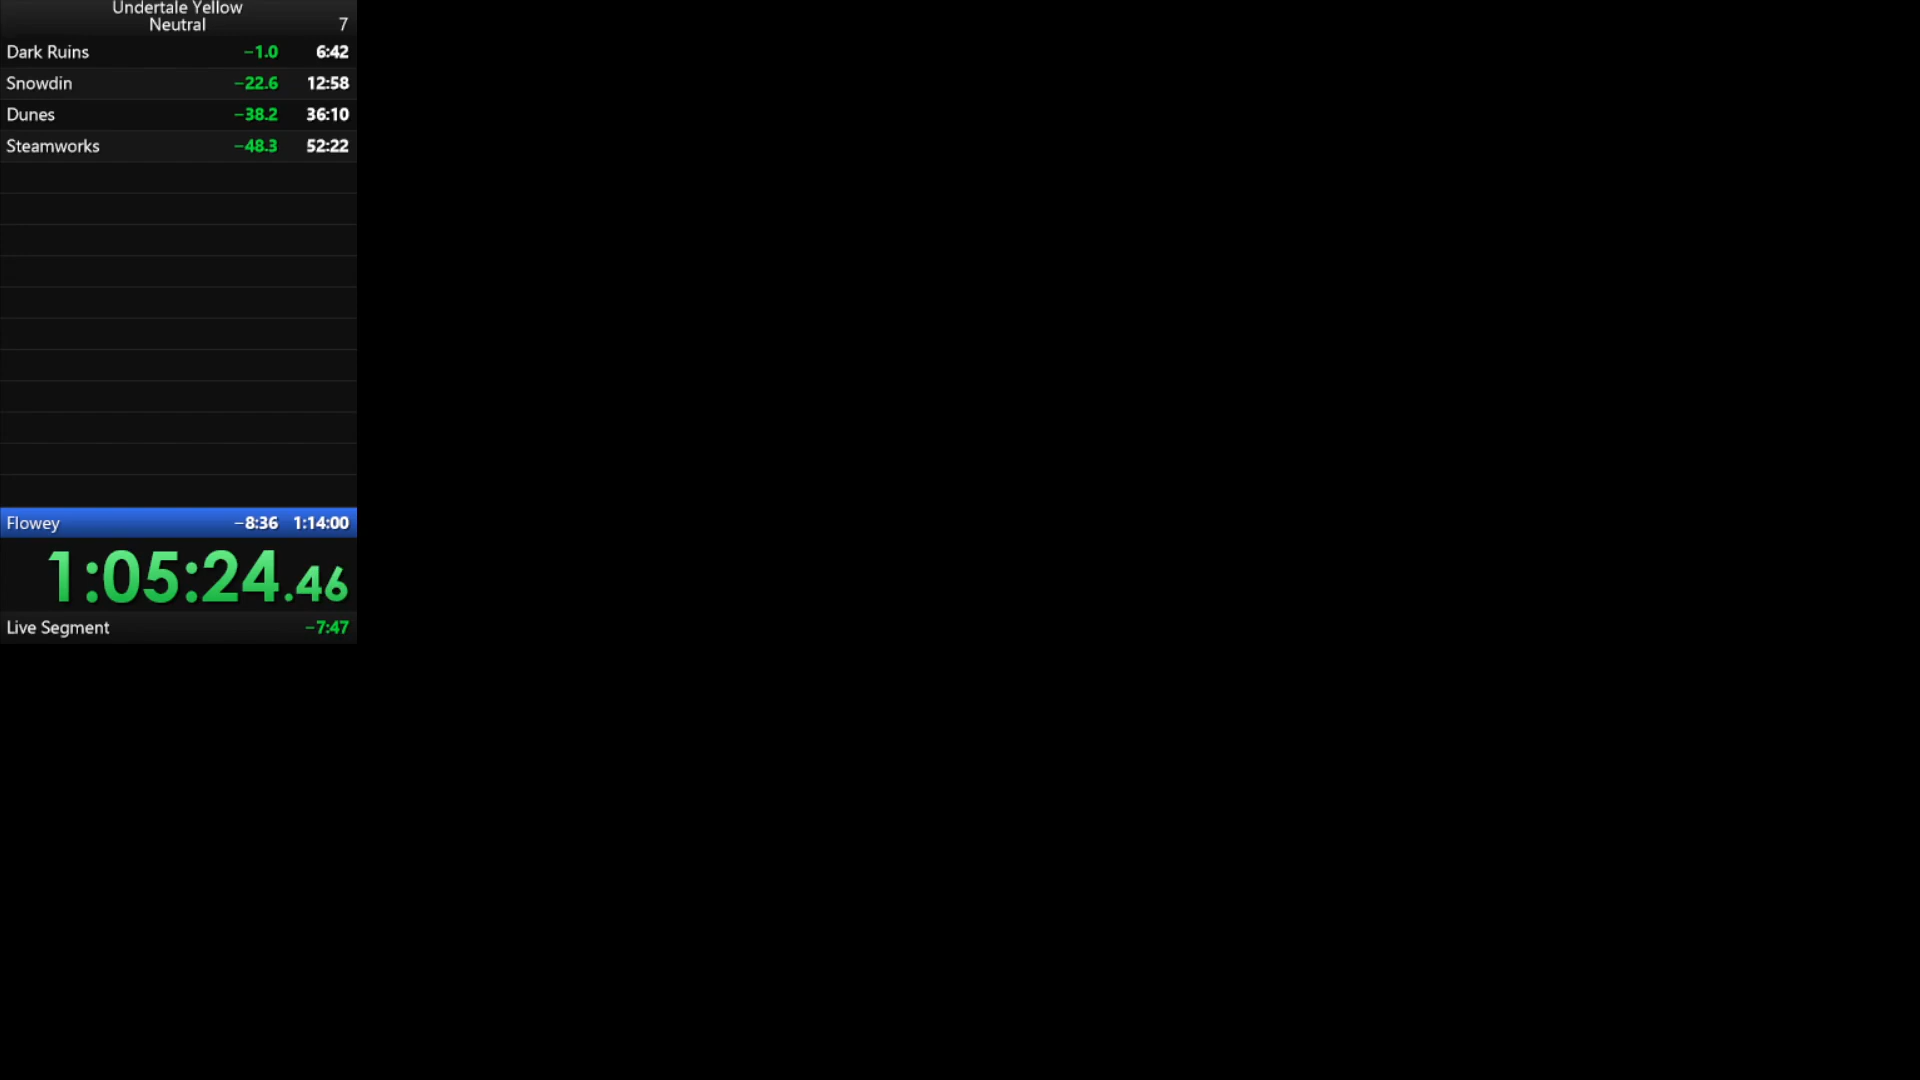 Undertale Yellow
Neutral 7
Dark Ruins −1.0 6:42
Snowdin −22.6 12:58
Dunes −38.2 36:10
Steamworks −48.3 52:22
Flowey −8:36 1:14:00
1:05:24.46
Live Segment −7:47